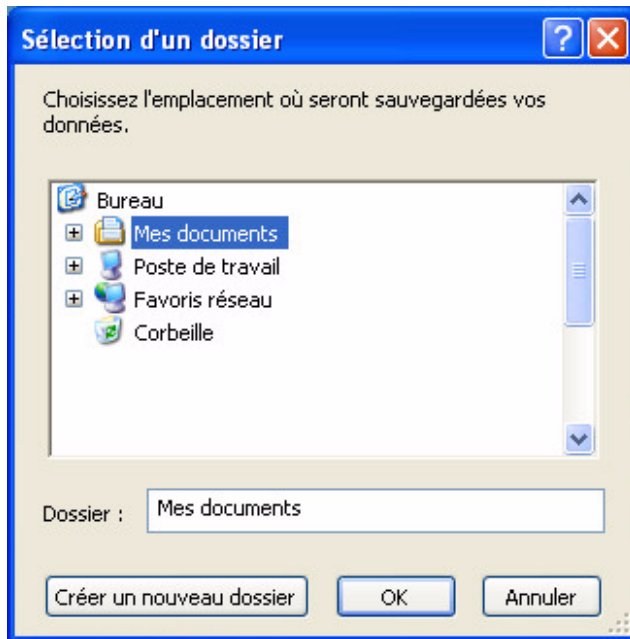 Sélection d'un dossier
Choisissez l'emplacement où seront sauvegardées vos
données.
Bureau
Mes documents
Poste de travail
Favoris réseau
Corbeille
Dossier : Mes documents
Créer un nouveau dossier OK Annuler